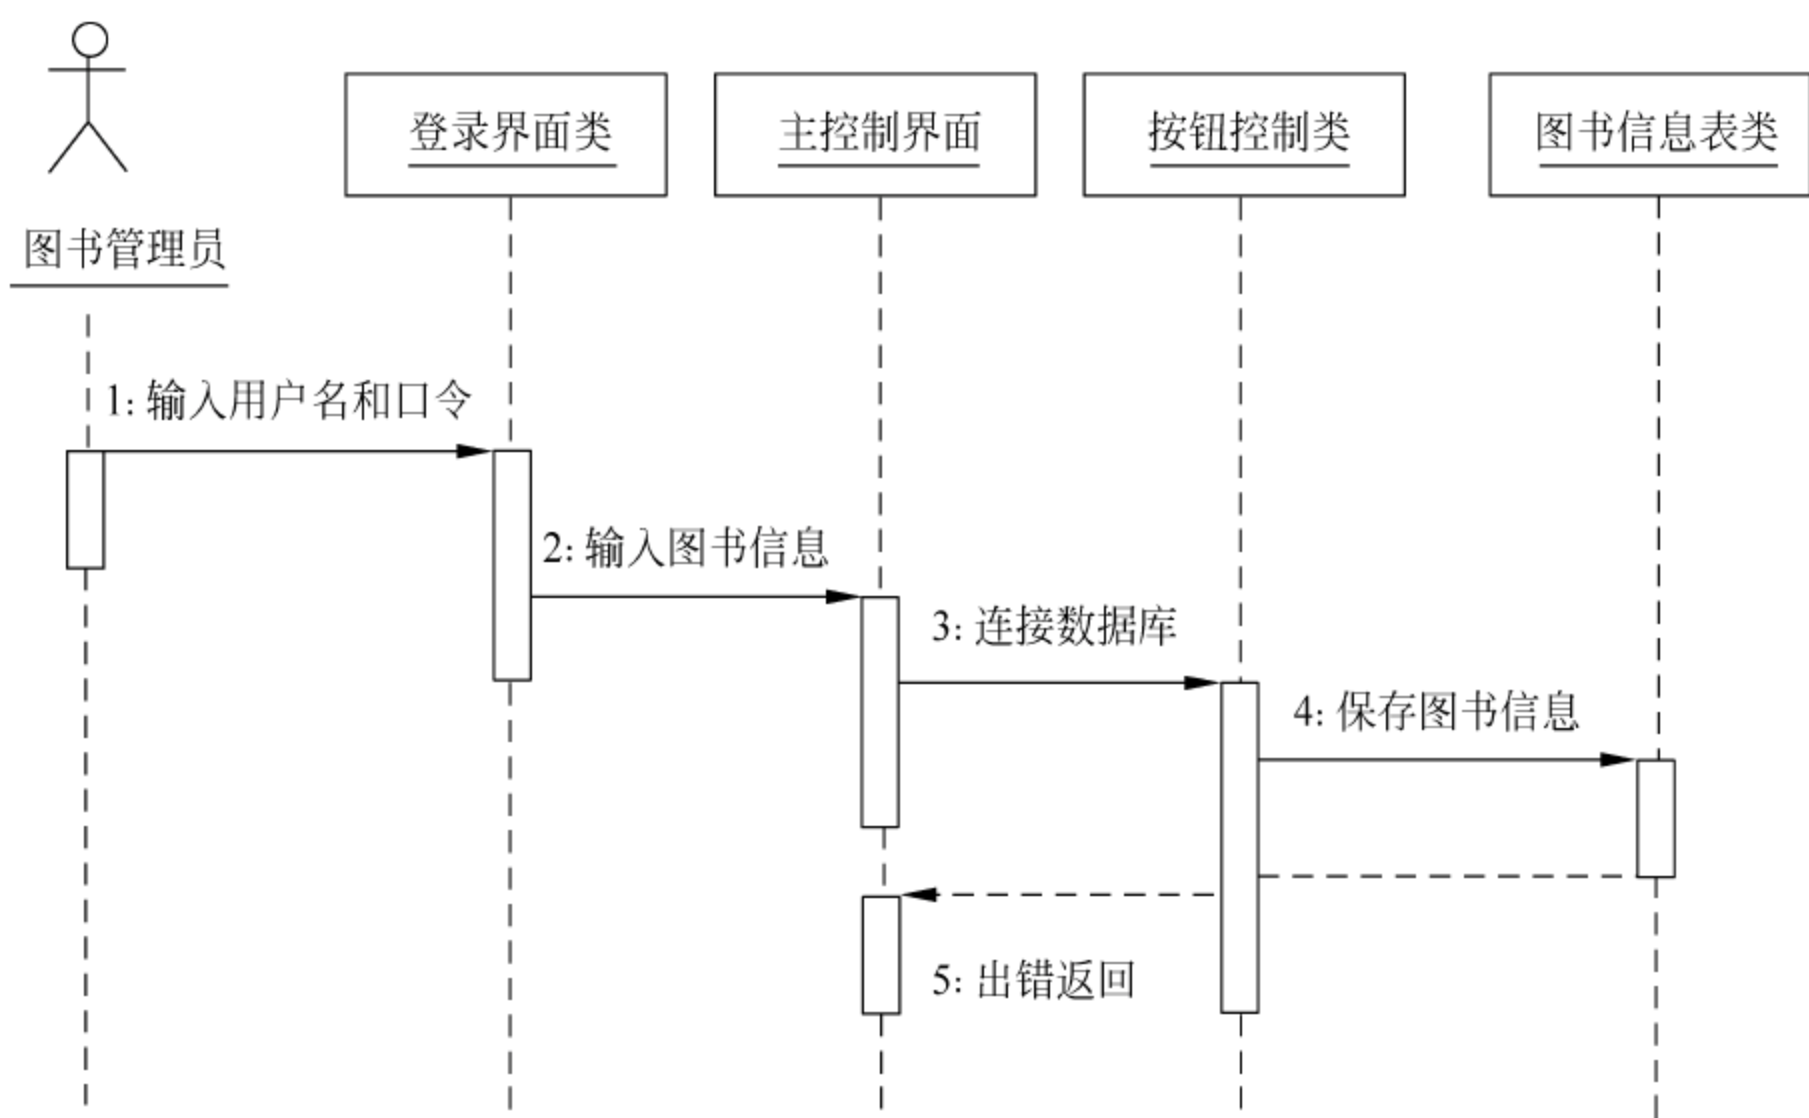 登录界面类
主控制界面
按钮控制类
图书信息表类
图书管理员
1: 输入用户名和口令
2: 输入图书信息
3: 连接数据库
4: 保存图书信息
5: 出错返回